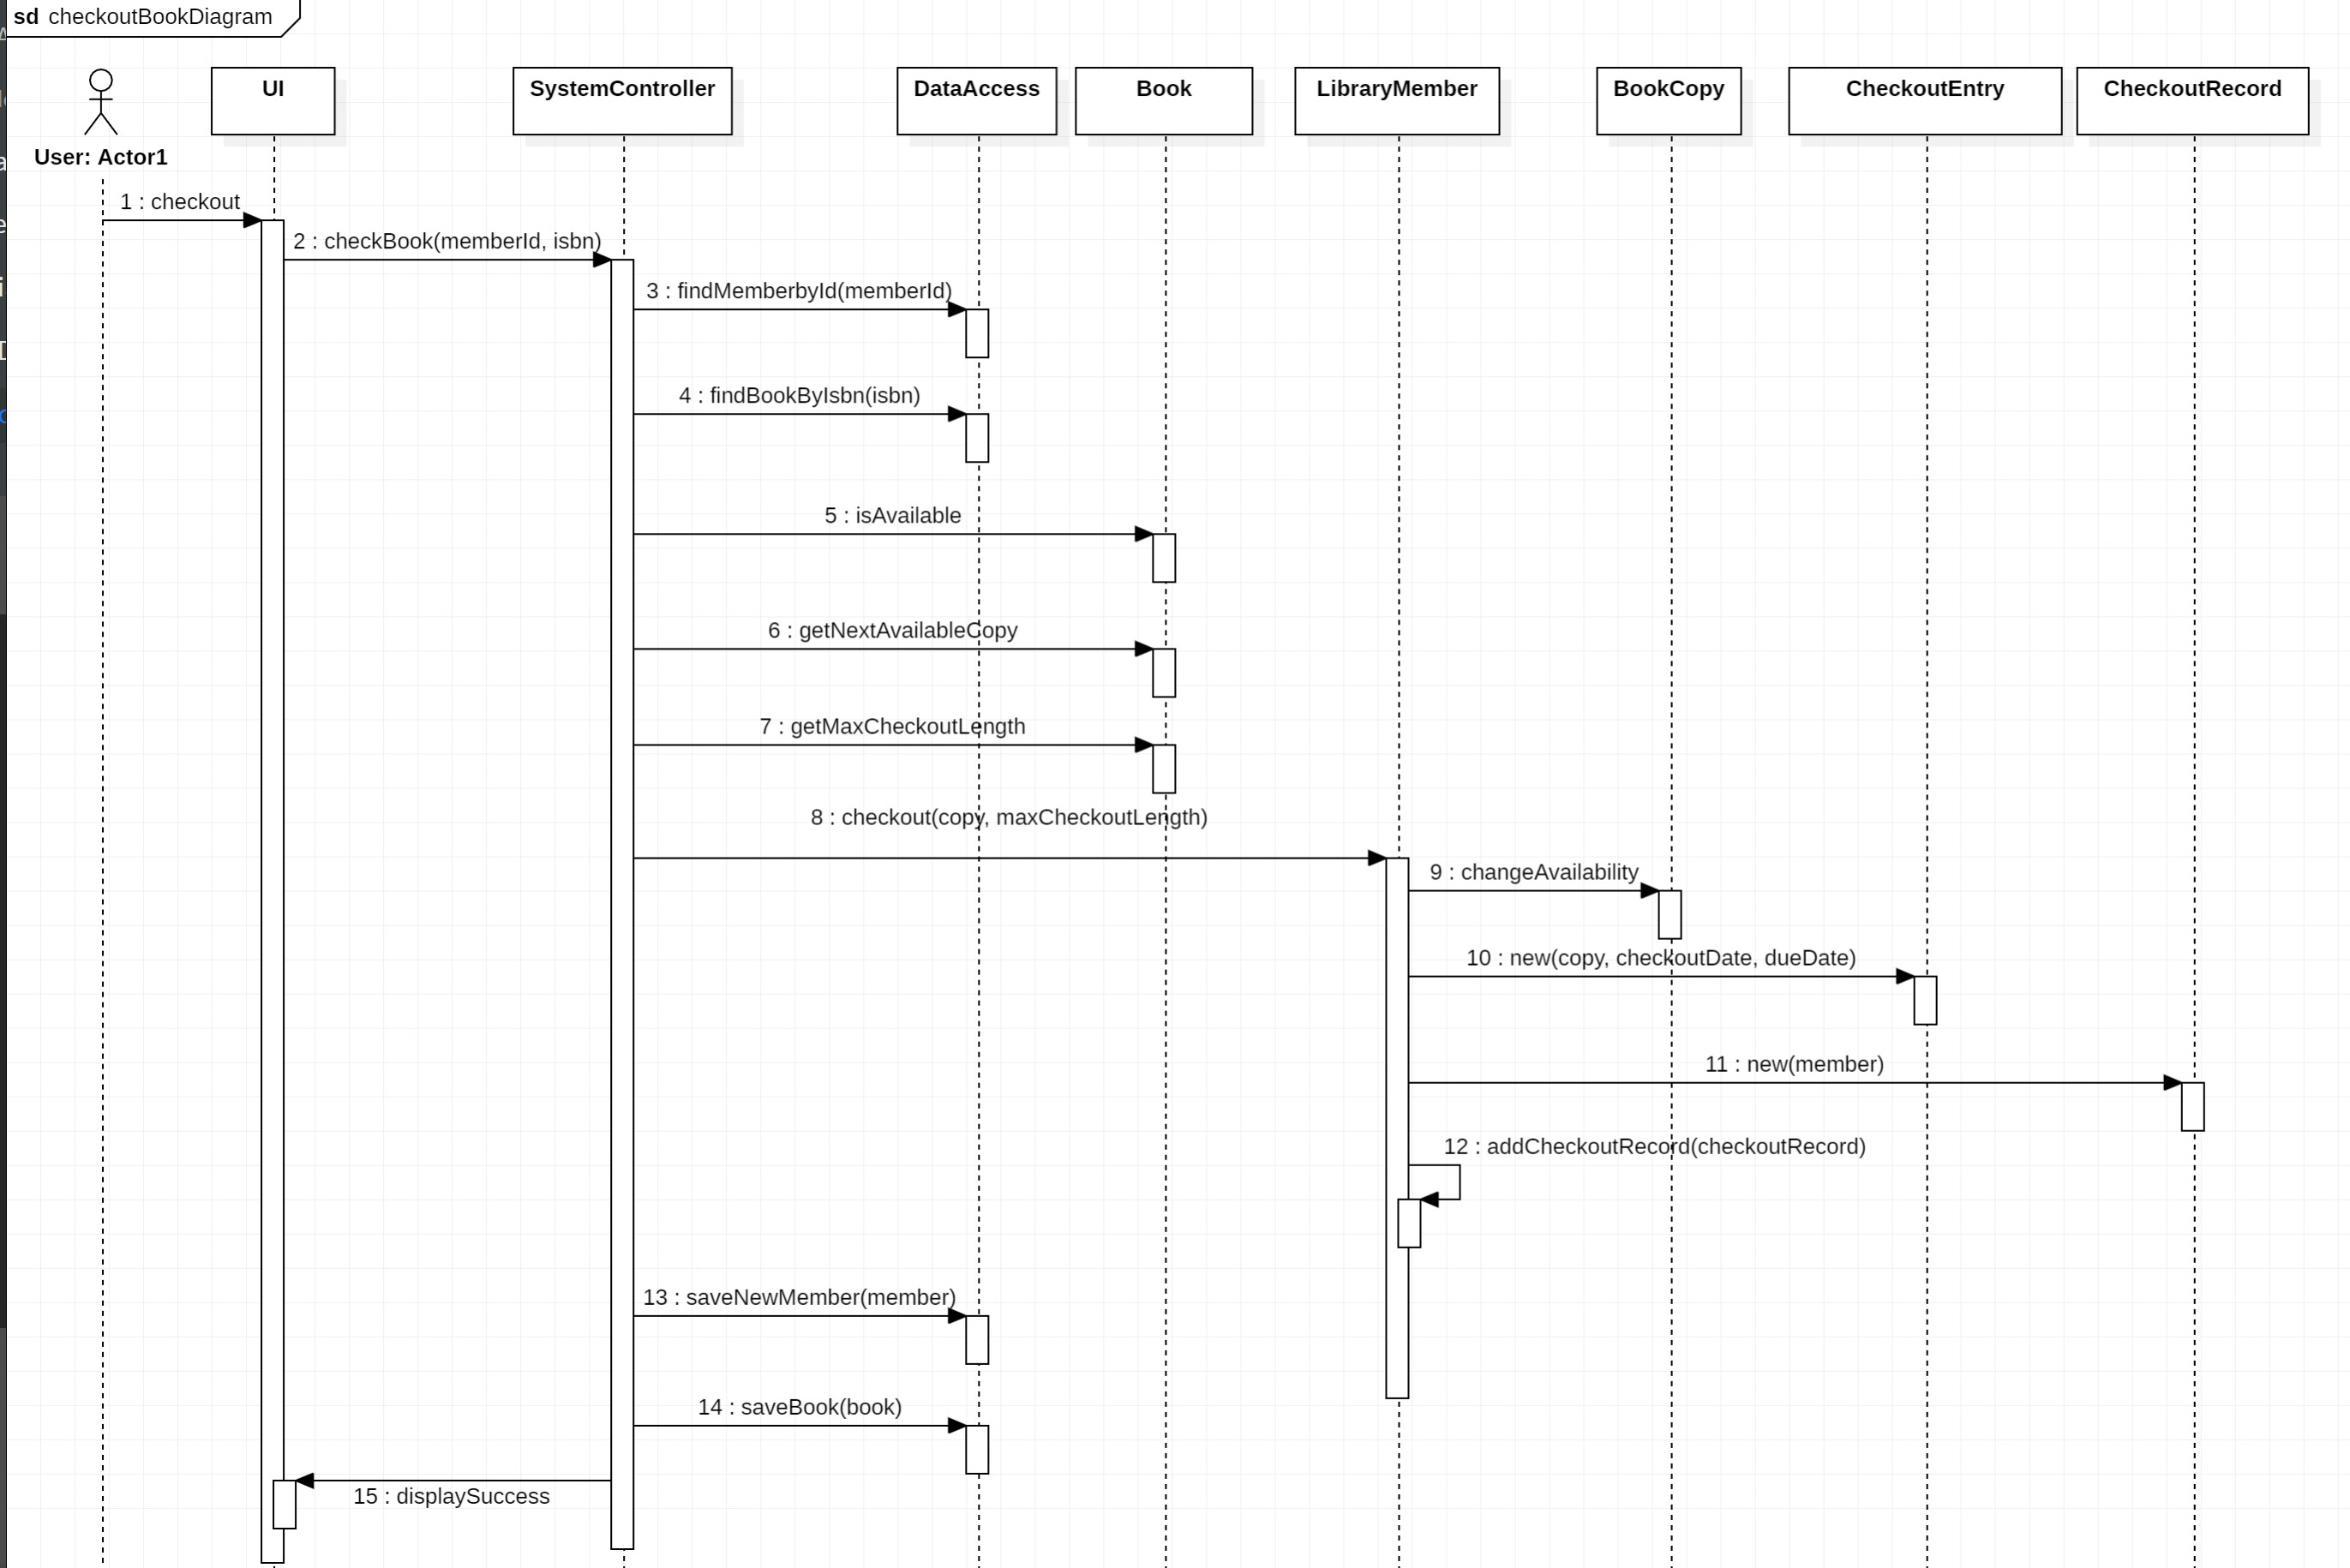 sd checkoutBookDiagram
UI
SystemController
DataAccess
Book
LibraryMember
BookCopy
CheckoutEntry
CheckoutRecord
User: Actor1
1 : checkout
2 : checkBook(memberId, isbn)
3 : findMemberbyId(memberId)
4 : findBookByIsbn(isbn)
5 : isAvailable
6 : getNextAvailableCopy
7 : getMaxCheckoutLength
8 : checkout(copy, maxCheckoutLength)
9 : changeAvailability
10 : new(copy, checkoutDate, dueDate)
11 : new(member)
12 : addCheckoutRecord(checkoutRecord)
13 : saveNewMember(member)
14 : saveBook(book)
15 : displaySuccess